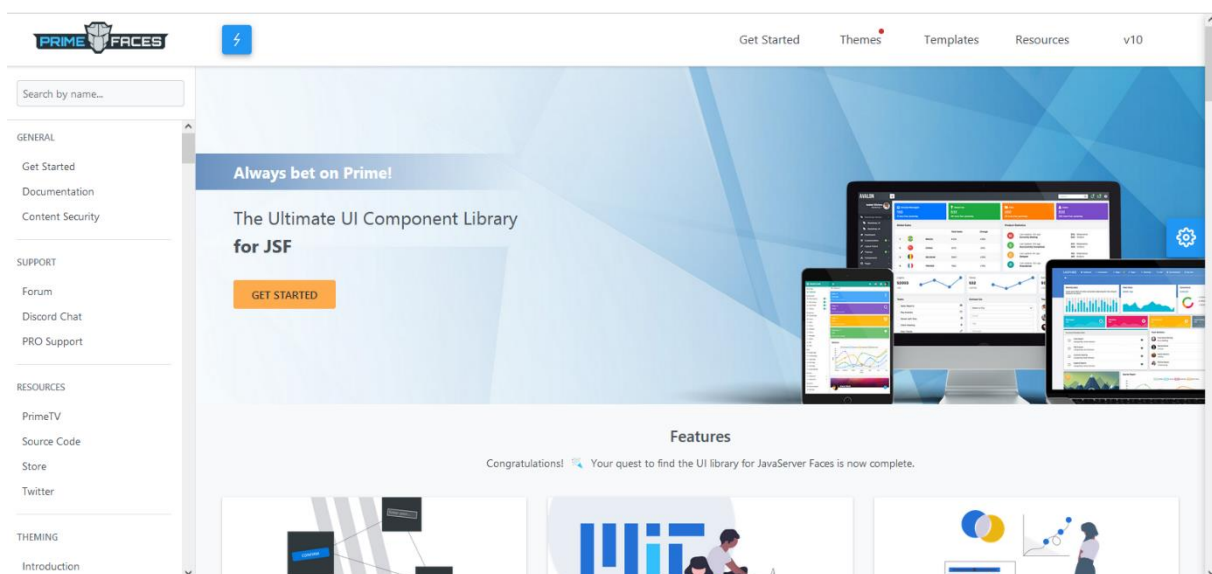 PRIME FACES
Get Started
Themes
Templates
Resources
v10
Search by name...
GENERAL
Get Started
Documentation
Content Security
SUPPORT
Forum
Discord Chat
PRO Support
RESOURCES
PrimeTV
Source Code
Store
Twitter
THEMING
Introduction
Always bet on Prime!
The Ultimate UI Component Library
for JSF
GET STARTED
AVALON
Features
Congratulations! Your quest to find the UI library for JavaServer Faces is now complete.